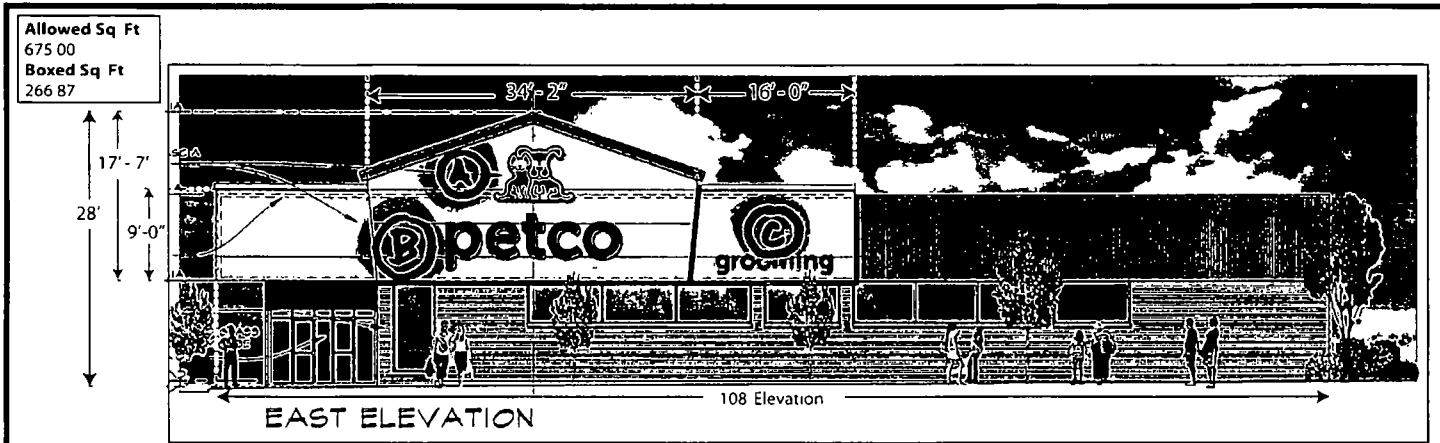 Allowed Sq Ft
675 00
Boxed Sq Ft
266 87
34'- 2"
16'- 0"
17'- 7'
28'
9'-0"
A
B
petco
C
grooming
108 Elevation
EAST ELEVATION